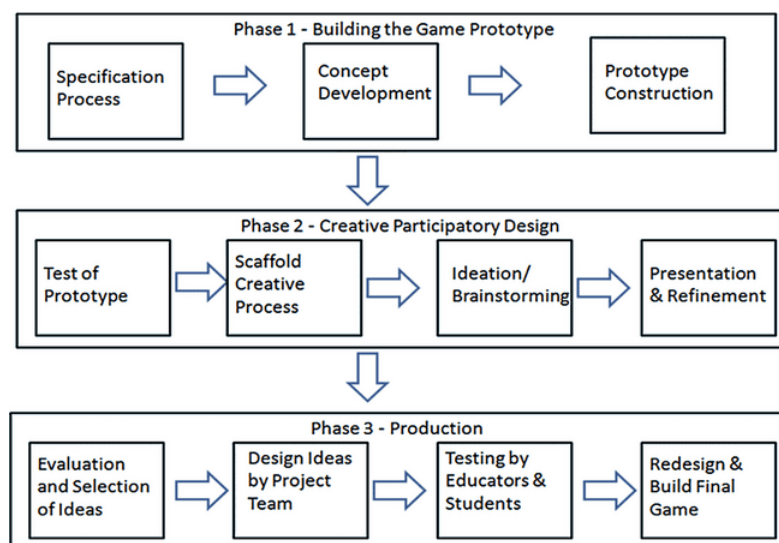 Phase 1 - Building the Game Prototype
Specification
Process
Concept
Development
Prototype
Construction
Phase 2 - Creative Participatory Design
Test of
Prototype
Scaffold
Creative
Process
Ideation/
Brainstorming
Presentation
& Refinement
Phase 3 - Production
Evaluation
and Selection
of Ideas
Design Ideas
by Project
Team
Testing by
Educators &
Students
Redesign &
Build Final
Game